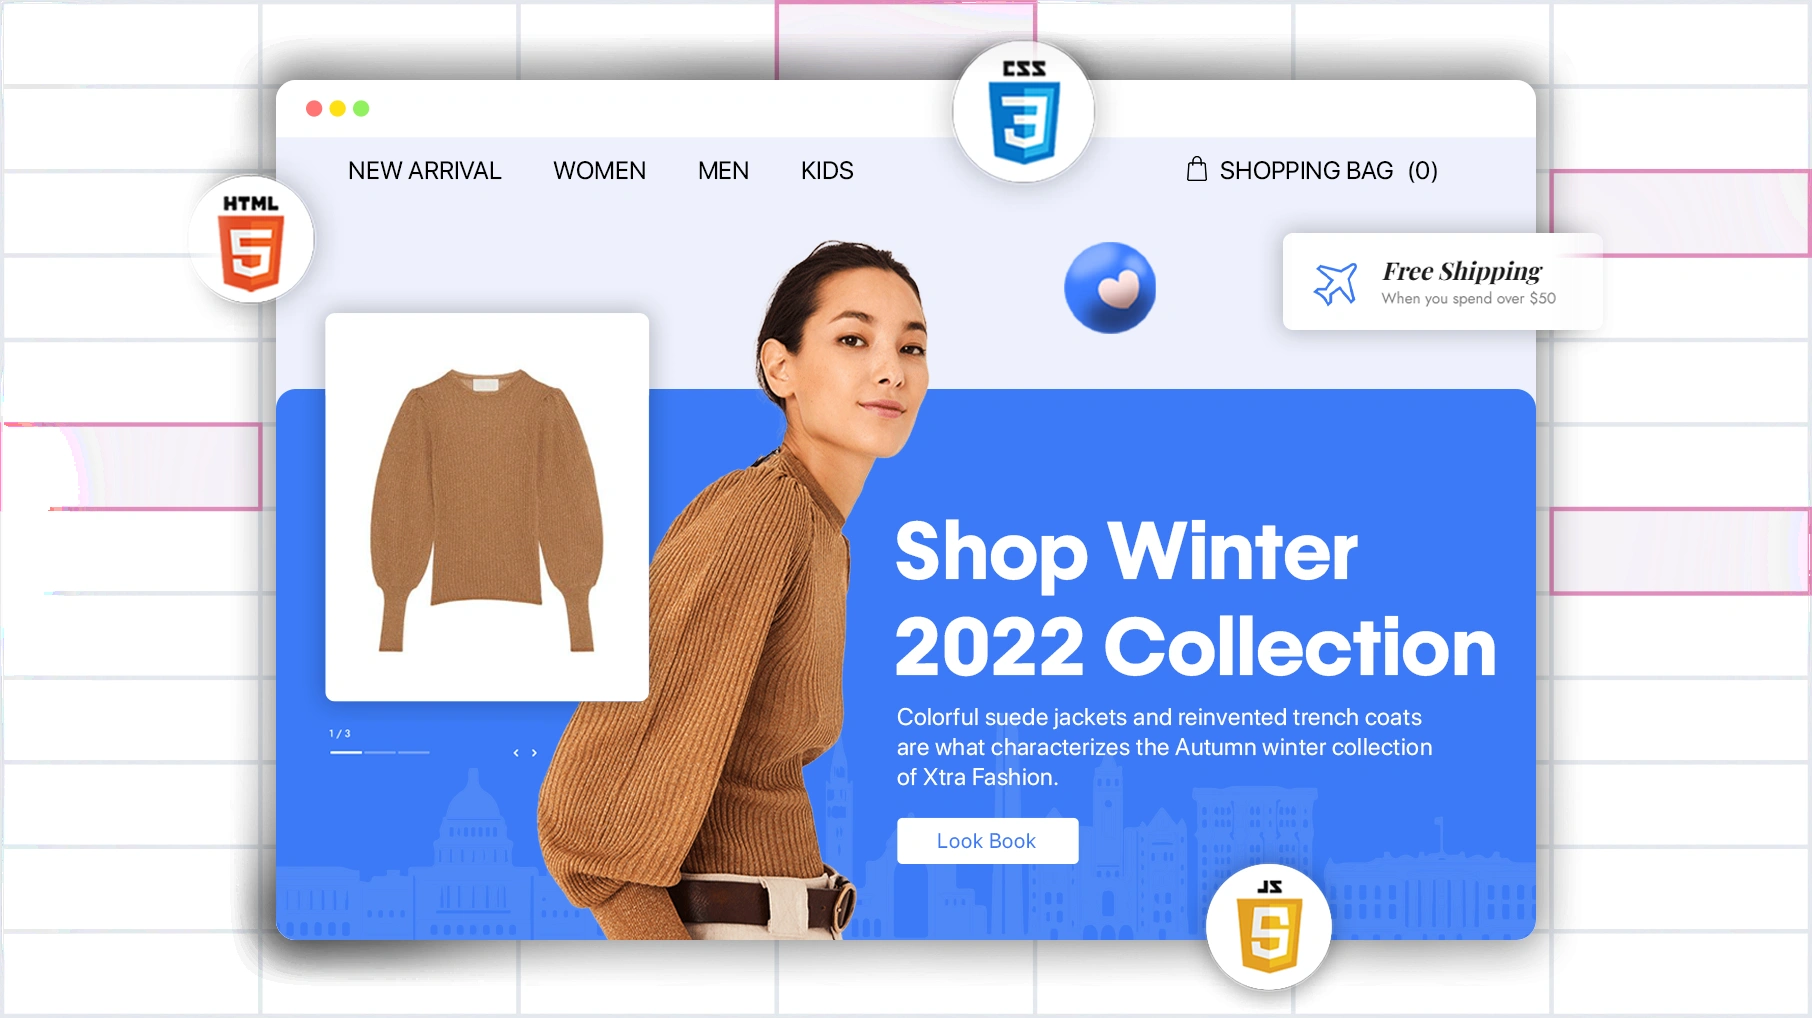 CSS
3
NEW ARRIVAL WOMEN MEN KIDS SHOPPING BAG (0)
HTML
5
Free Shipping
When you spend over $50
Shop Winter
2022 Collection
Colorful suede jackets and reinvented trench coats
are what characterizes the Autumn winter collection
of Xtra Fashion.
1 / 3
Look Book
JS
5